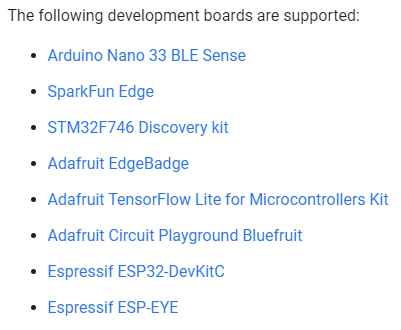 The following development boards are supported:
• Arduino Nano 33 BLE Sense
• SparkFun Edge
• STM32F746 Discovery kit
• Adafruit EdgeBadge
• Adafruit TensorFlow Lite for Microcontrollers Kit
• Adafruit Circuit Playground Bluefruit
• Espressif ESP32-DevKitC
• Espressif ESP-EYE